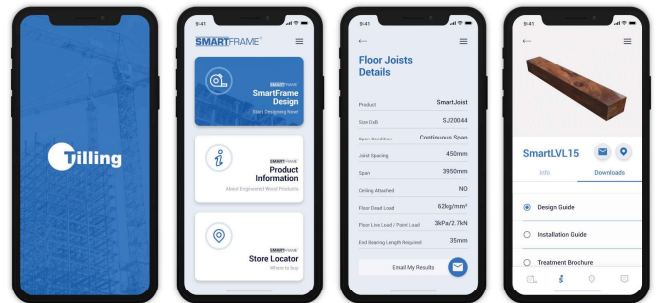 Tilling
9:41
SMARTFRAME
SMARTFRAME
SmartFrame
Design
Start Designing Now!
SMARTFRAME
Product
Information
About Engineered Wood Products
SMARTFRAME
Store Locator
Where to buy
9:41
Floor Joists
Details
Product SmartJoist
Size DxB SJ20044
Continuous Span
Joist Spacing 450mm
Span 3950mm
Ceiling Attached NO
Floor Dead Load 62kg/mm²
Floor Live Load / Point Load 3kPa/2.7kN
End Bearing Length Required 35mm
Email My Results
9:41
SmartLVL15
Info Downloads
Design Guide
Installation Guide
Treatment Brochure